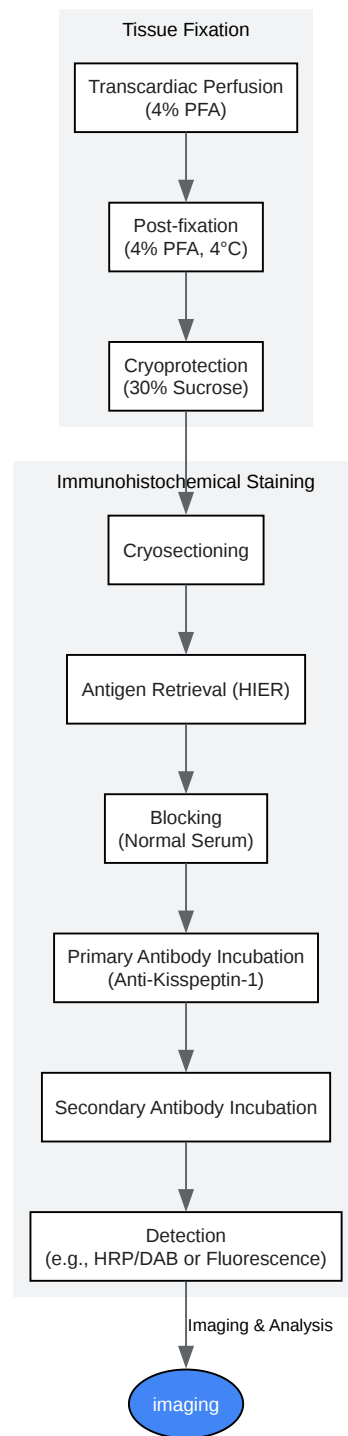 Tissue Fixation
Transcardiac Perfusion
(4% PFA)
Post-fixation
(4% PFA, 4°C)
Cryoprotection
(30% Sucrose)
Immunohistochemical Staining
Cryosectioning
Antigen Retrieval (HIER)
Blocking
(Normal Serum)
Primary Antibody Incubation
(Anti-Kisspeptin-1)
Secondary Antibody Incubation
Detection
(e.g., HRP/DAB or Fluorescence)
Imaging & Analysis
imaging